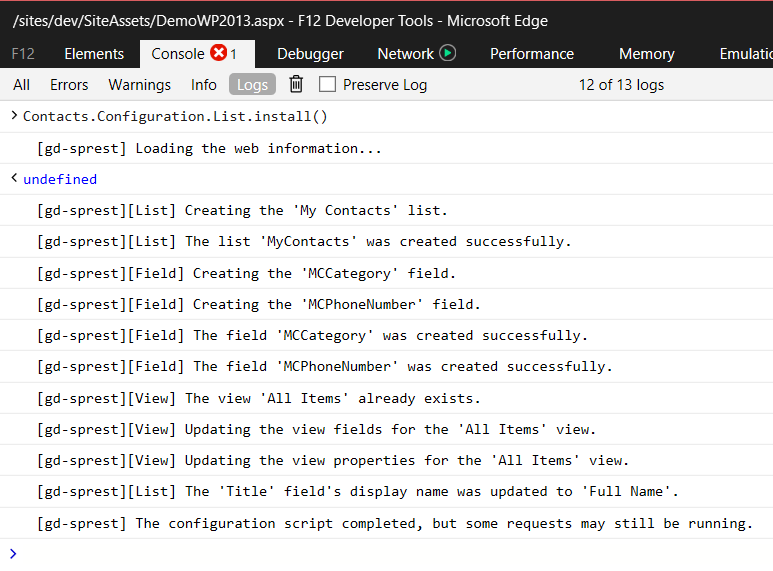 /sites/dev/SiteAssets/DemoWP2013.aspx - F12 Developer Tools - Microsoft Edge
F12 Elements Console 1 Debugger Network Performance Memory
All Errors Warnings Info Logs Preserve Log 12 of 13 logs
> Contacts.Configuration.List.install()
[gd-sprest] Loading the web information...
< undefined
[gd-sprest][List] Creating the 'My Contacts' list.
[gd-sprest][List] The list 'MyContacts' was created successfully.
[gd-sprest][Field] Creating the 'MCCategory' field.
[gd-sprest][Field] Creating the 'MCPhoneNumber' field.
[gd-sprest][Field] The field 'MCCategory' was created successfully.
[gd-sprest][Field] The field 'MCPhoneNumber' was created successfully.
[gd-sprest][View] The view 'All Items' already exists.
[gd-sprest][View] Updating the view fields for the 'All Items' view.
[gd-sprest][View] Updating the view properties for the 'All Items' view.
[gd-sprest][List] The 'Title' field's display name was updated to 'Full Name'.
[gd-sprest] The configuration script completed, but some requests may still be running.
>